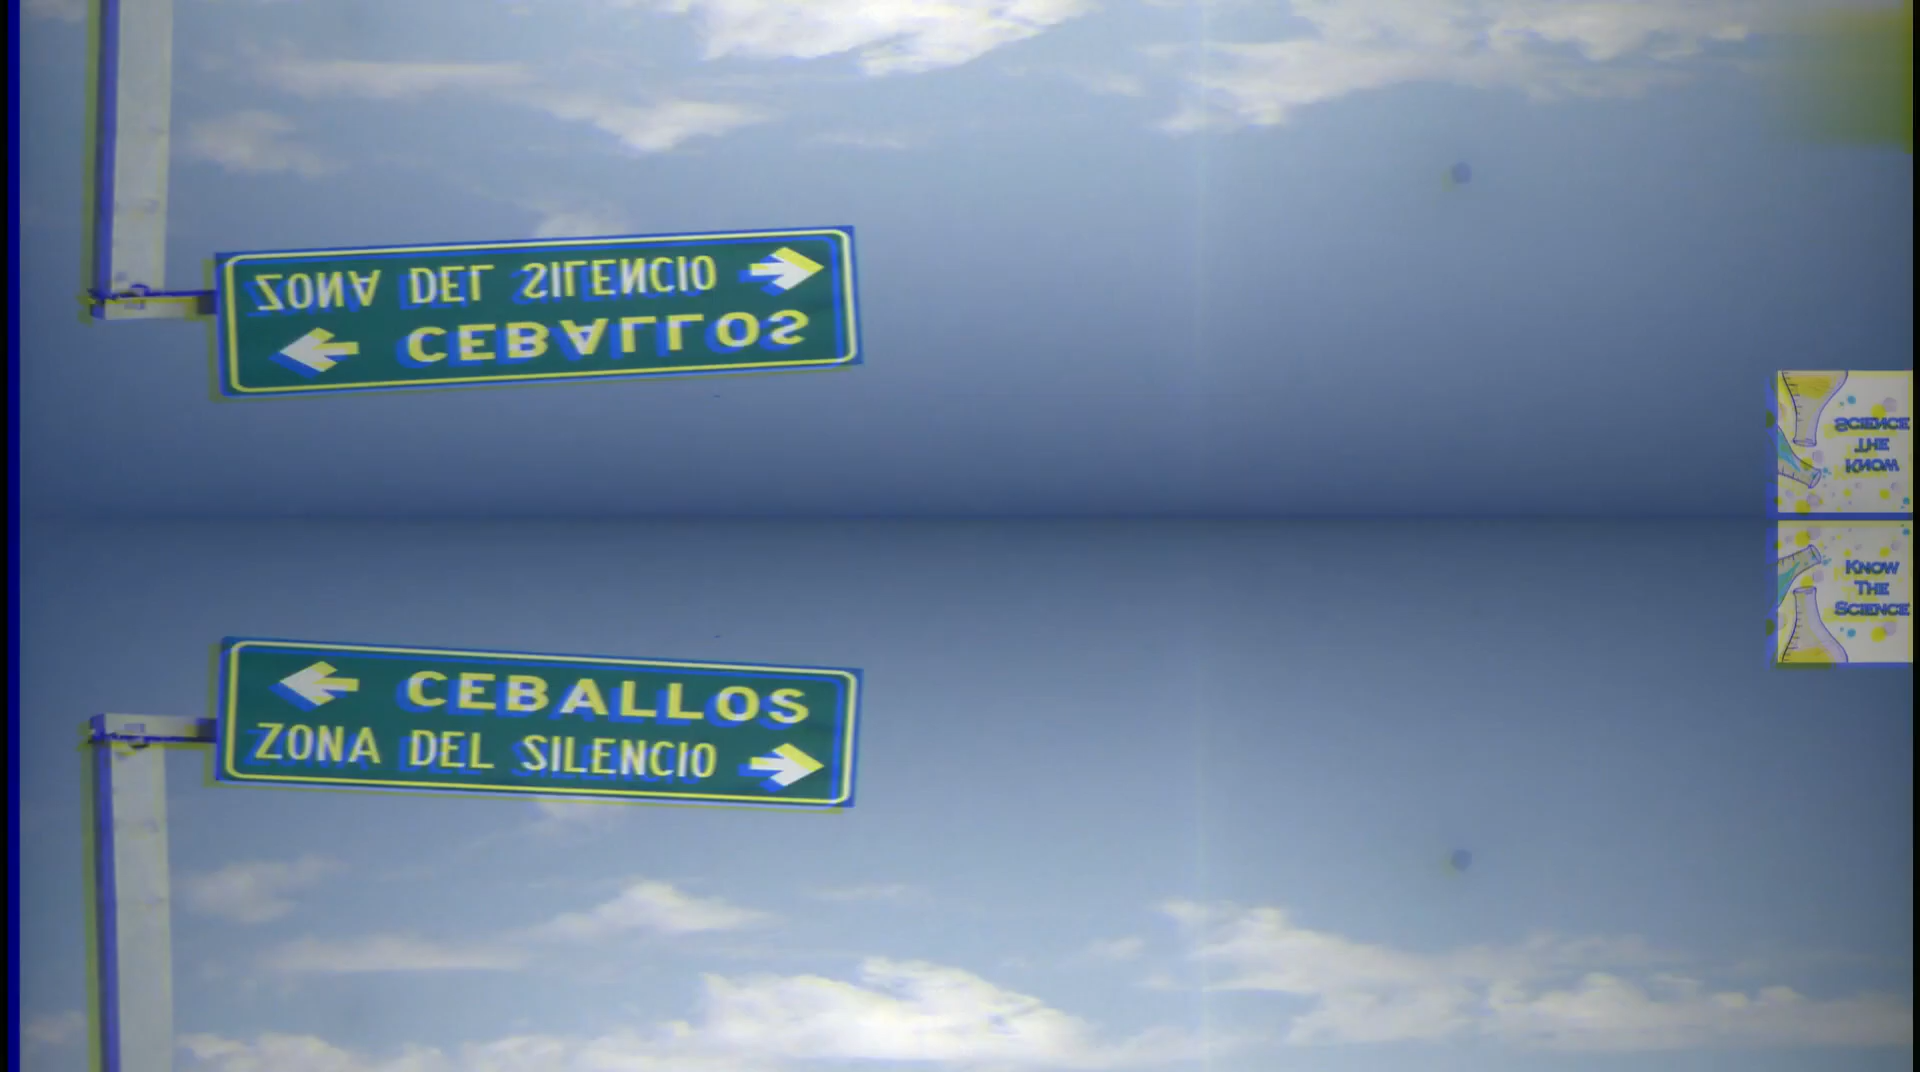 ZONA DEL SILENCIO
CEBALLOS
SCIENCE
THE
KNOW
KNOW
THE
SCIENCE
CEBALLOS
ZONA DEL SILENCIO